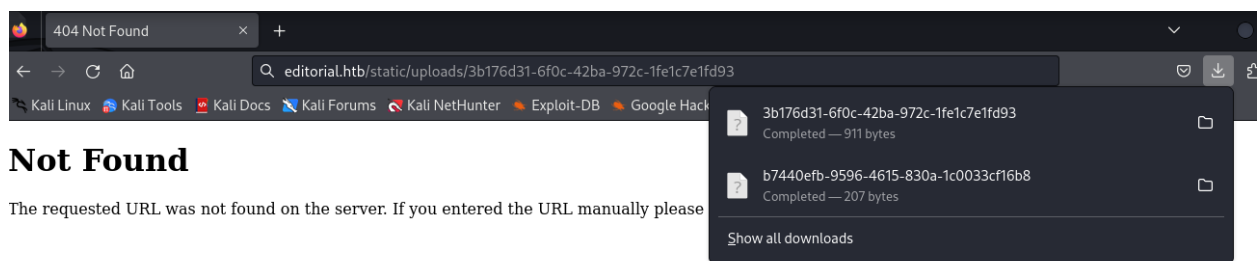 404 Not Found
editorial.htb/static/uploads/3b176d31-6f0c-42ba-972c-1fe1c7e1fd93
Kali Linux Kali Tools Kali Docs Kali Forums Kali NetHunter Exploit-DB Google Hack
3b176d31-6f0c-42ba-972c-1fe1c7e1fd93
Completed — 911 bytes
b7440efb-9596-4615-830a-1c0033cf16b8
Completed — 207 bytes
Show all downloads
Not Found
The requested URL was not found on the server. If you entered the URL manually please